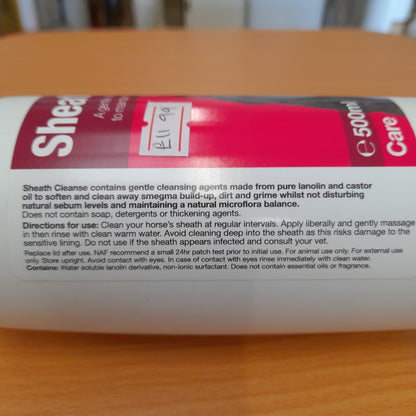 Shea
A gentle
to mainta
£11 99
℮ 500ml
Care
Sheath Cleanse contains gentle cleansing agents made from pure lanolin and castor
oil to soften and clean away smegma build-up, dirt and grime whilst not disturbing
natural sebum levels and maintaining a natural microflora balance.
Does not contain soap, detergents or thickening agents.
Directions for use: Clean your horse's sheath at regular intervals. Apply liberally and gently massage
in then rinse with clean warm water. Avoid cleaning deep into the sheath as this risks damage to the
sensitive lining. Do not use if the sheath appears infected and consult your vet.
Replace lid after use. NAF recommend a small 24hr patch test prior to initial use. For animal use only. For external use
only. Store upright. Avoid contact with eyes. In case of contact with eyes rinse immediately with clean water.
Contains: Water soluble lanolin derivative, non-ionic surfactant. Does not contain essential oils or fragrance.